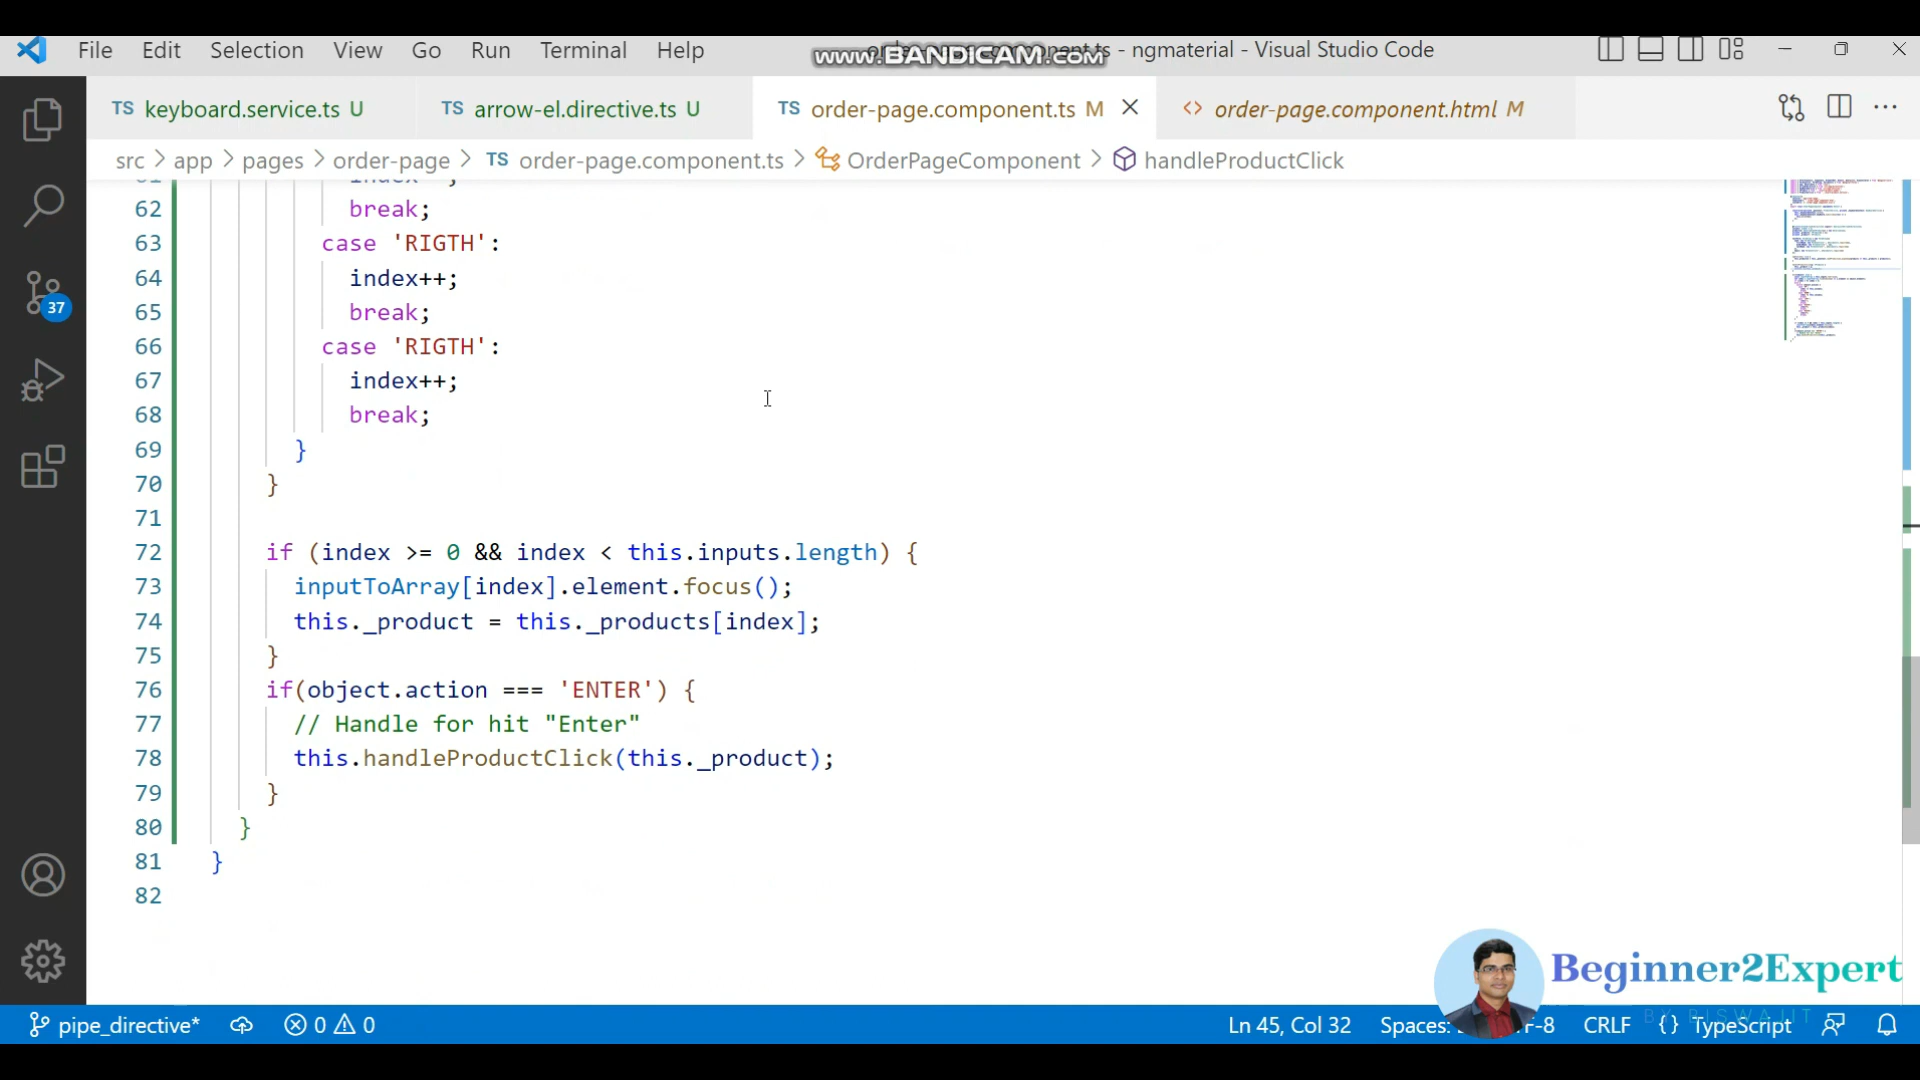 File Edit Selection View Go Run Terminal Help
www.BANDICAM.com
- ngmaterial - Visual Studio Code
TS keyboard.service.ts U
TS arrow-el.directive.ts U
TS order-page.component.ts M
<> order-page.component.html M
src > app > pages > order-page > TS order-page.component.ts > OrderPageComponent > handleProductClick
62 break;
63 case 'RIGTH':
64 index++;
65 break;
66 case 'RIGTH':
67 index++;
68 break;
69 }
70 }
71
72 if (index >= 0 && index < this.inputs.length) {
73 inputToArray[index].element.focus();
74 this._product = this._products[index];
75 }
76 if(object.action === 'ENTER') {
77 // Handle for hit "Enter"
78 this.handleProductClick(this._product);
79 }
80 }
81 }
82
37
Beginner2Expert
BY BISWAJIT
pipe_directive* 0 0 Ln 45, Col 32 Spaces: CRLF {} TypeScript